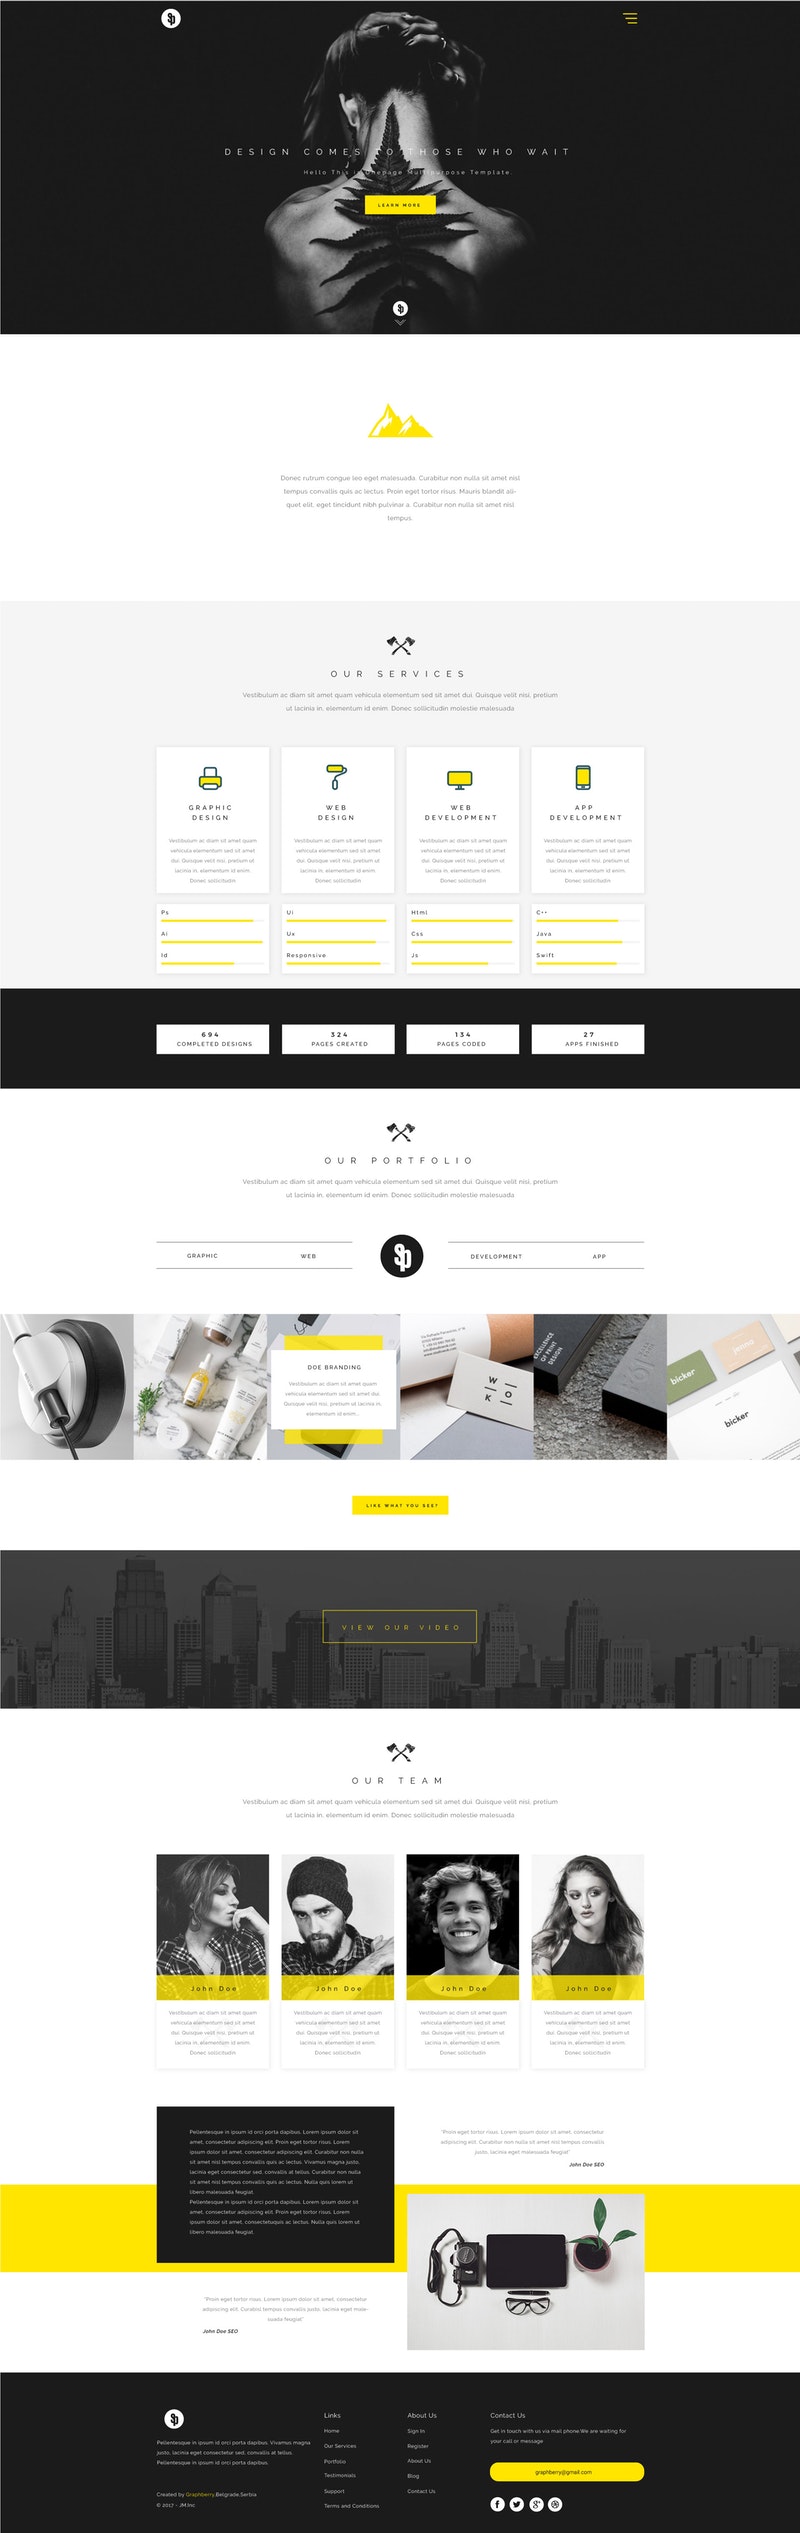 DESIGN COMES TO THOSE WHO WAIT
Hello This is Onepage Multipurpose Template.
LEARN MORE
Donec rutrum congue leo eget malesuada. Curabitur non nulla sit amet nisl
tempus convallis quis ac lectus. Proin eget tortor risus. Mauris blandit ali-
quet elit, eget tincidunt nibh pulvinar a. Curabitur non nulla sit amet nisl
tempus.
OUR SERVICES
Vestibulum ac diam sit amet quam vehicula elementum sed sit amet dui. Quisque velit nisi, pretium
ut lacinia in, elementum id enim. Donec sollicitudin molestie malesuada
GRAPHIC
DESIGN
Vestibulum ac diam sit amet quam
vehicula elementum sed sit amet
dui. Quisque velit nisi, pretium ut
lacinia in, elementum id enim.
Donec sollicitudin
WEB
DESIGN
Vestibulum ac diam sit amet quam
vehicula elementum sed sit amet
dui. Quisque velit nisi, pretium ut
lacinia in, elementum id enim.
Donec sollicitudin
WEB
DEVELOPMENT
Vestibulum ac diam sit amet quam
vehicula elementum sed sit amet
dui. Quisque velit nisi, pretium ut
lacinia in, elementum id enim.
Donec sollicitudin
APP
DEVELOPMENT
Vestibulum ac diam sit amet quam
vehicula elementum sed sit amet
dui. Quisque velit nisi, pretium ut
lacinia in, elementum id enim.
Donec sollicitudin
Ps
Ai
Id
Ui
Ux
Responsive
Html
Css
Js
C++
Java
Swift
694
COMPLETED DESIGNS
324
PAGES CREATED
134
PAGES CODED
27
APPS FINISHED
OUR PORTFOLIO
Vestibulum ac diam sit amet quam vehicula elementum sed sit amet dui. Quisque velit nisi, pretium
ut lacinia in, elementum id enim. Donec sollicitudin molestie malesuada
GRAPHIC
WEB
Sp
DEVELOPMENT
APP
DOE BRANDING
Vestibulum ac diam sit amet quam
vehicula elementum sed sit amet dui.
Quisque velit nisi, pretium ut lacinia in,
elementum id enim...
WOK
EXCELLENCE
OF PRINT
DESIGN
bicker
jenna
bicker
LIKE WHAT YOU SEE?
VIEW OUR VIDEO
OUR TEAM
Vestibulum ac diam sit amet quam vehicula elementum sed sit amet dui. Quisque velit nisi, pretium
ut lacinia in, elementum id enim. Donec sollicitudin molestie malesuada
John Doe
Vestibulum ac diam sit amet quam
vehicula elementum sed sit amet
dui. Quisque velit nisi, pretium ut
lacinia in, elementum id enim.
Donec sollicitudin
John Doe
Vestibulum ac diam sit amet quam
vehicula elementum sed sit amet
dui. Quisque velit nisi, pretium ut
lacinia in, elementum id enim.
Donec sollicitudin
John Doe
Vestibulum ac diam sit amet quam
vehicula elementum sed sit amet
dui. Quisque velit nisi, pretium ut
lacinia in, elementum id enim.
Donec sollicitudin
John Doe
Vestibulum ac diam sit amet quam
vehicula elementum sed sit amet
dui. Quisque velit nisi, pretium ut
lacinia in, elementum id enim.
Donec sollicitudin
Pellentesque in ipsum id orci porta dapibus. Lorem ipsum dolor sit
amet, consectetur adipiscing elit. Proin eget tortor risus. Lorem
ipsum dolor sit amet, consectetur adipiscing elit. Curabitur non nulla
sit amet nisl tempus convallis quis ac lectus. Vivamus magna justo,
lacinia eget consectetur sed, convallis at tellus. Curabitur non nulla
sit amet nisl tempus convallis quis ac lectus. Nulla quis lorem ut
libero malesuada feugiat.
Pellentesque in ipsum id orci porta dapibus. Lorem ipsum dolor sit
amet, consectetur adipiscing elit. Proin eget tortor risus. Lorem
ipsum dolor sit amet, consectetuquis ac lectus. Nulla quis lorem ut
libero malesuada feugiat.
"Proin eget tortor risus. Lorem ipsum dolor sit amet, consectetur
adipiscing elit. Curabisl tempus convallis justo, lacinia eget male-
suada feugiat"
John Doe SEO
"Proin eget tortor risus. Lorem ipsum dolor sit amet, consectetur
adipiscing elit. Curabisl tempus convallis justo, lacinia eget male-
suada feugiat"
John Doe SEO
Sp
Pellentesque in ipsum id orci porta dapibus. Vivamus magna
justo, lacinia eget consectetur sed, convallis at tellus.
Pellentesque in ipsum id orci porta dapibus.
Created by Graphberry,Belgrade,Serbia
© 2017 - JM.Inc
Links
Home
Our Services
Portfolio
Testimonials
Support
Terms and Conditions
About Us
Sign In
Register
About Us
Blog
Contact Us
Contact Us
Get in touch with us via mail phone.We are waiting for
your call or message
graphberry@gmail.com